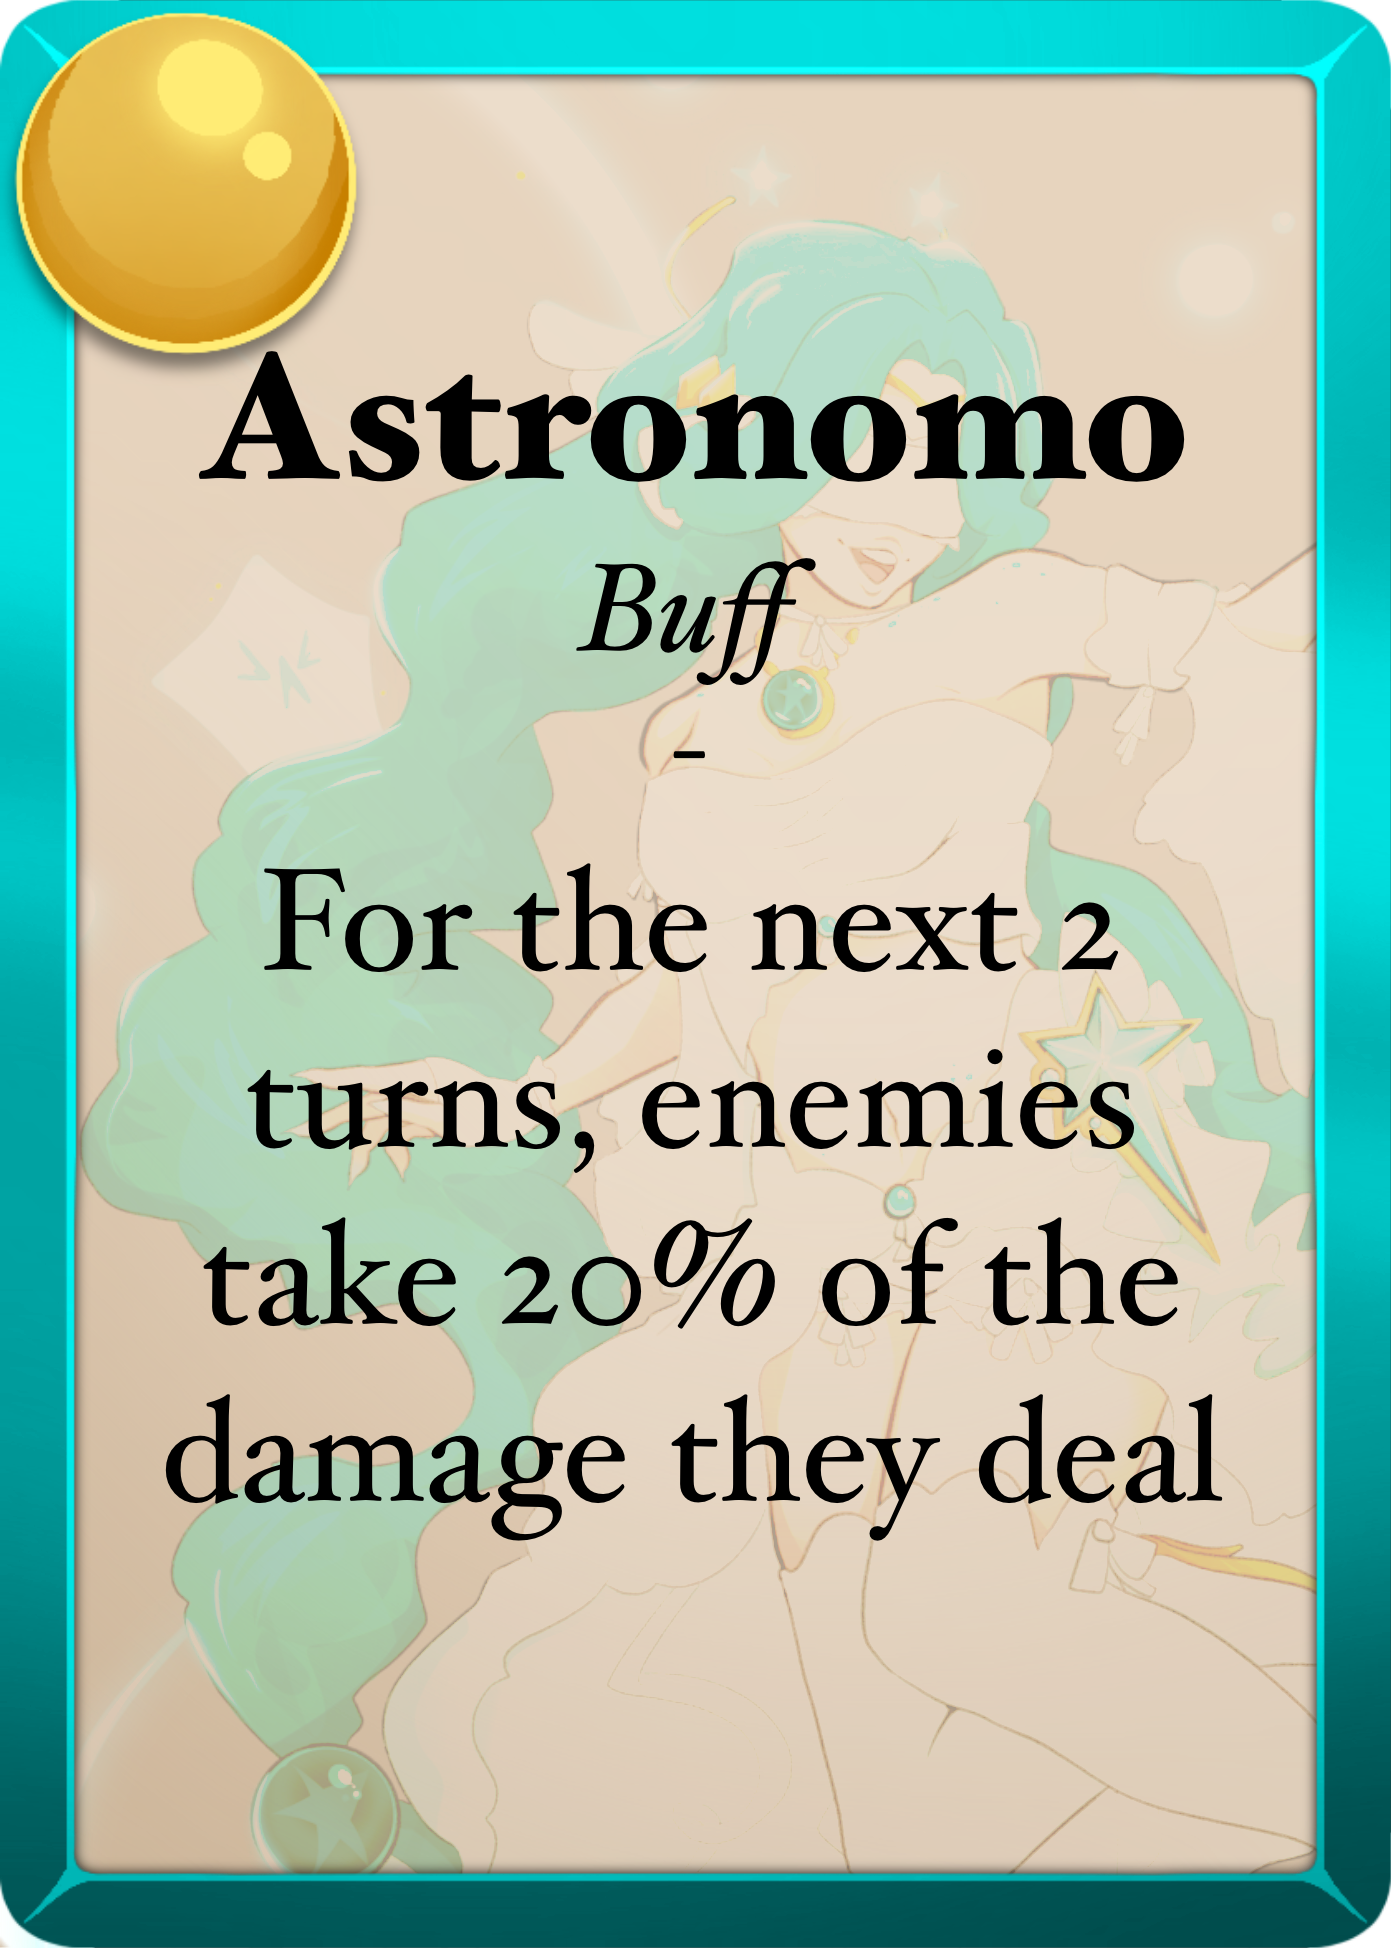 Astronomo
Buff
-
For the next 2
turns, enemies
take 20% of the
damage they deal